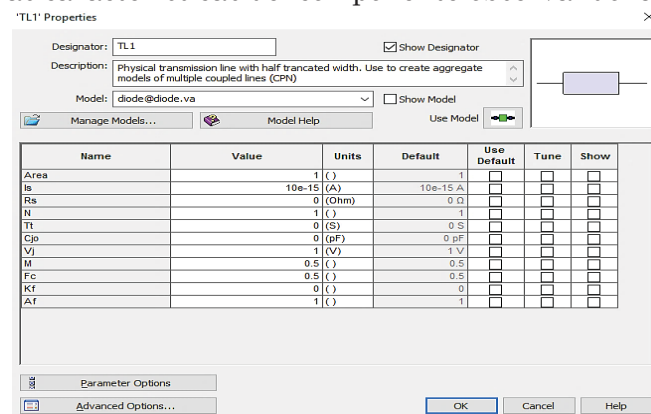 'TL1' Properties
Designator: TL1
Show Designator
Description: Physical transmission line with half trancated width. Use to create aggregate
models of multiple coupled lines (CPN)
Model: diode@diode.va
Show Model
Manage Models...
Model Help
Use Model
Name Value Units Default Use Default Tune Show
Area 1 () 1
Is 10e-15 (A) 10e-15 A
Rs 0 (Ohm) 0 Ω
N 1 () 1
Tt 0 (S) 0 S
Cjo 0 (pF) 0 pF
Vj 1 (V) 1 V
M 0.5 () 0.5
Fc 0.5 () 0.5
Kf 0 () 0
Af 1 () 1
Parameter Options
Advanced Options...
OK Cancel Help